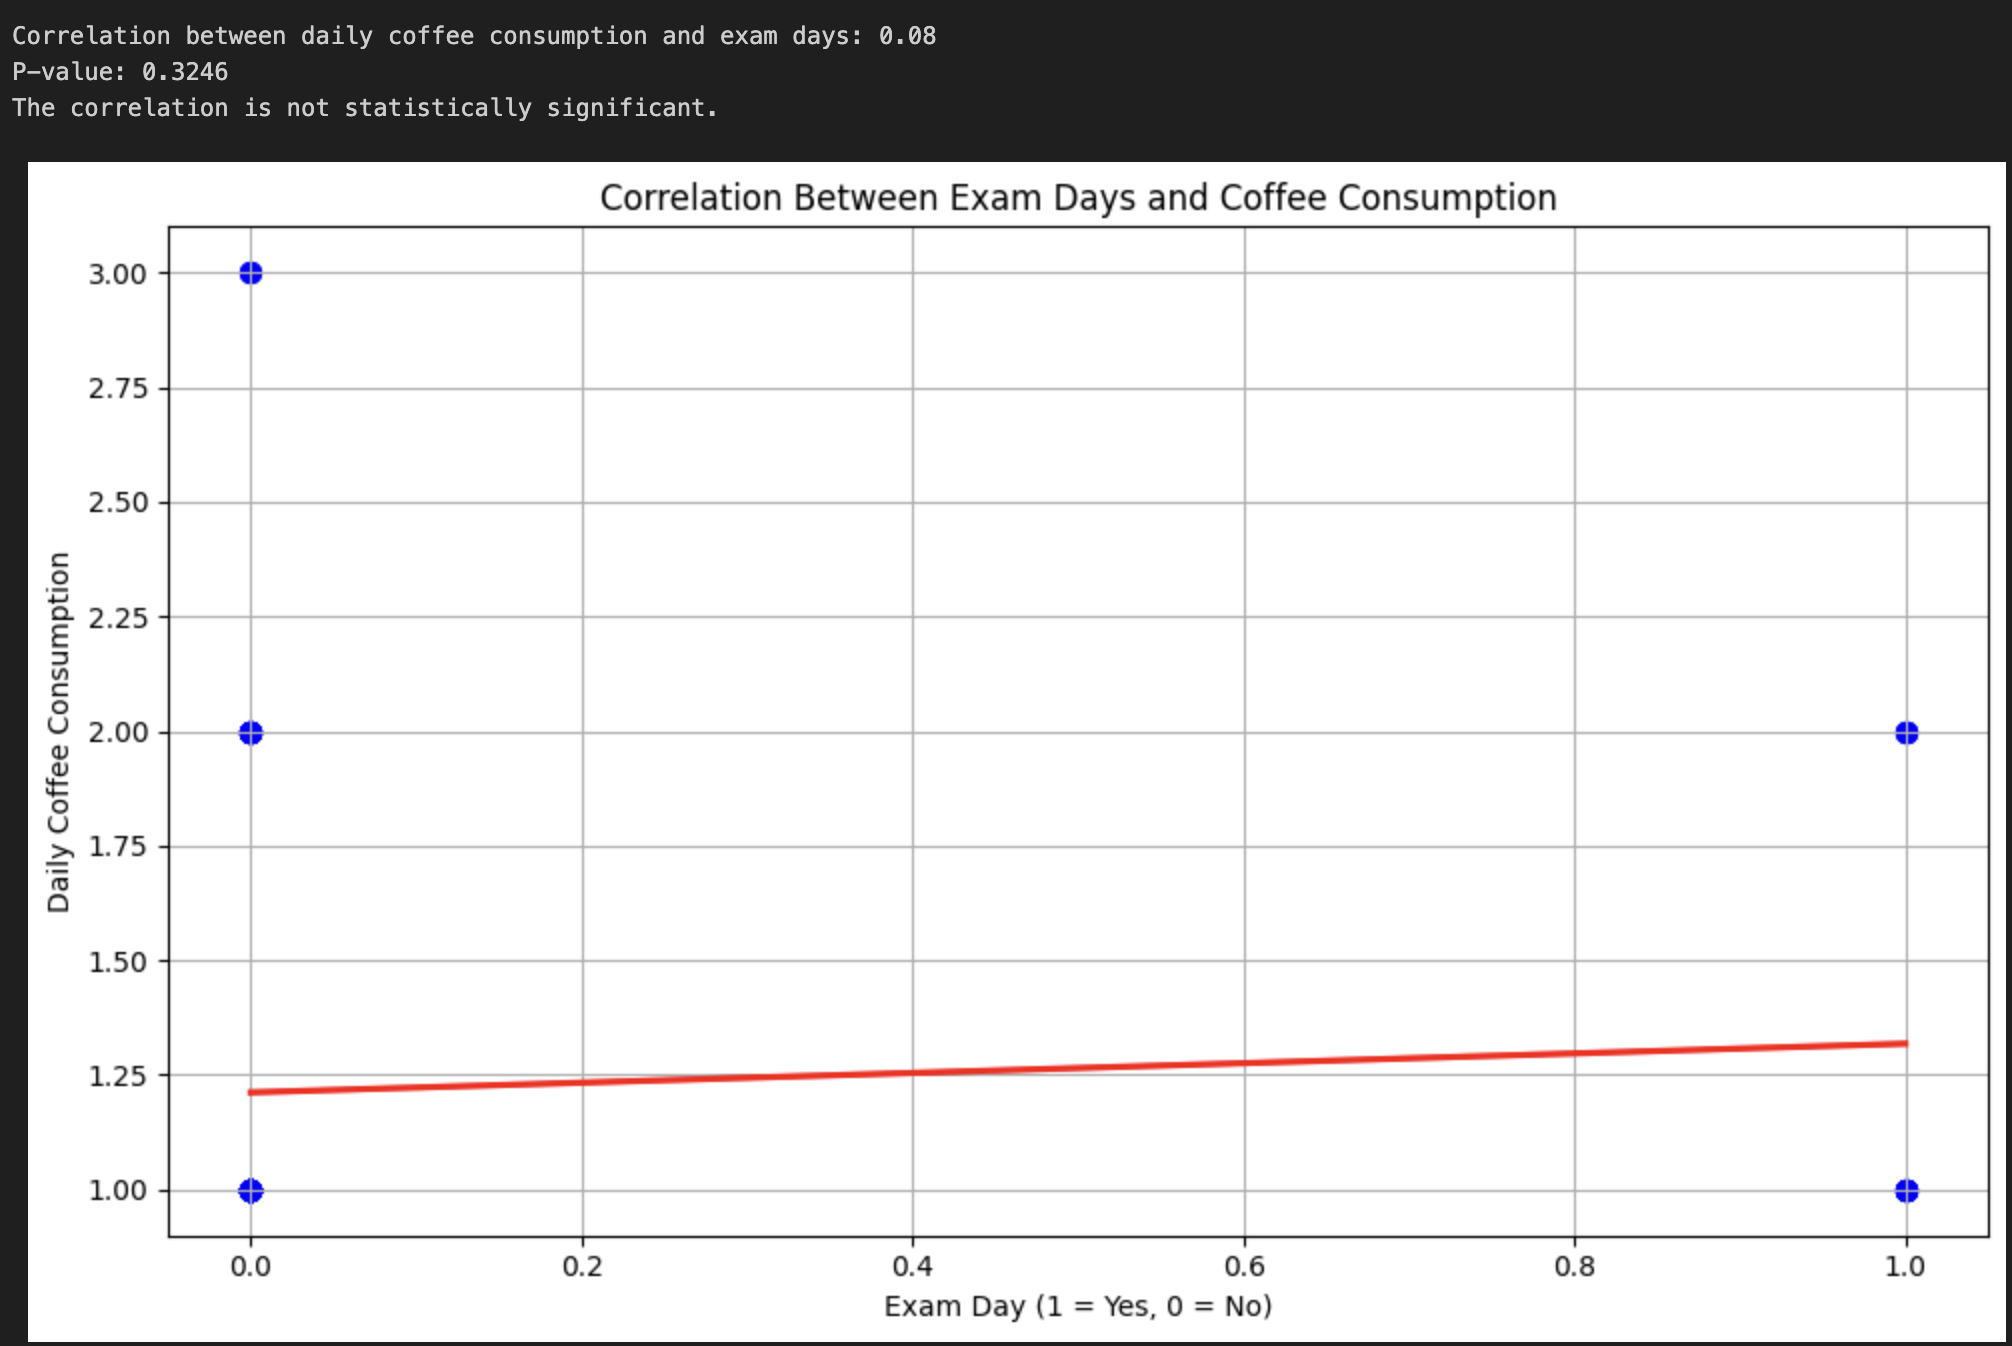 Correlation between daily coffee consumption and exam days: 0.08
P-value: 0.3246
The correlation is not statistically significant.
Correlation Between Exam Days and Coffee Consumption
3.00
2.75
2.50
2.25
2.00
1.75
1.50
1.25
1.00
Daily Coffee Consumption
0.0 0.2 0.4 0.6 0.8 1.0
Exam Day (1 = Yes, 0 = No)